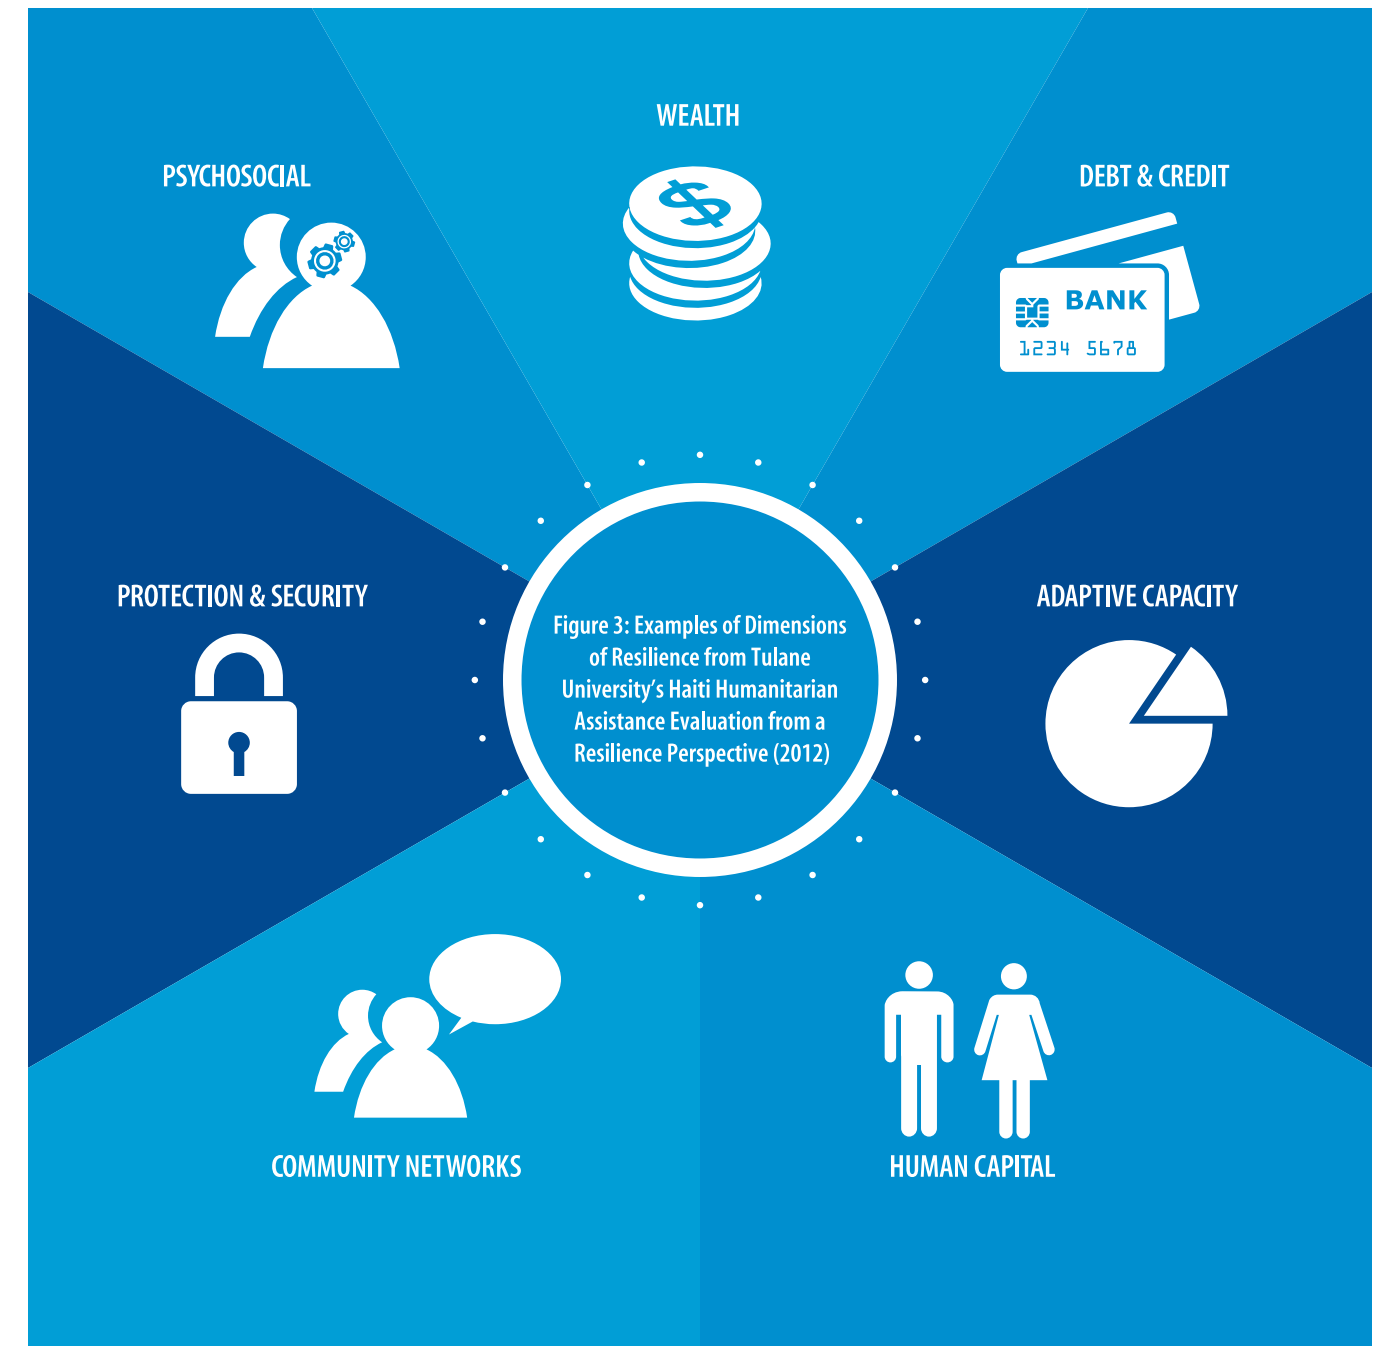 WEALTH
PSYCHOSOCIAL
DEBT & CREDIT
$
BANK
1234 5678
PROTECTION & SECURITY
ADAPTIVE CAPACITY
Figure 3: Examples of Dimensions
of Resilience from Tulane
University’s Haiti Humanitarian
Assistance Evaluation from a
Resilience Perspective (2012)
COMMUNITY NETWORKS
HUMAN CAPITAL